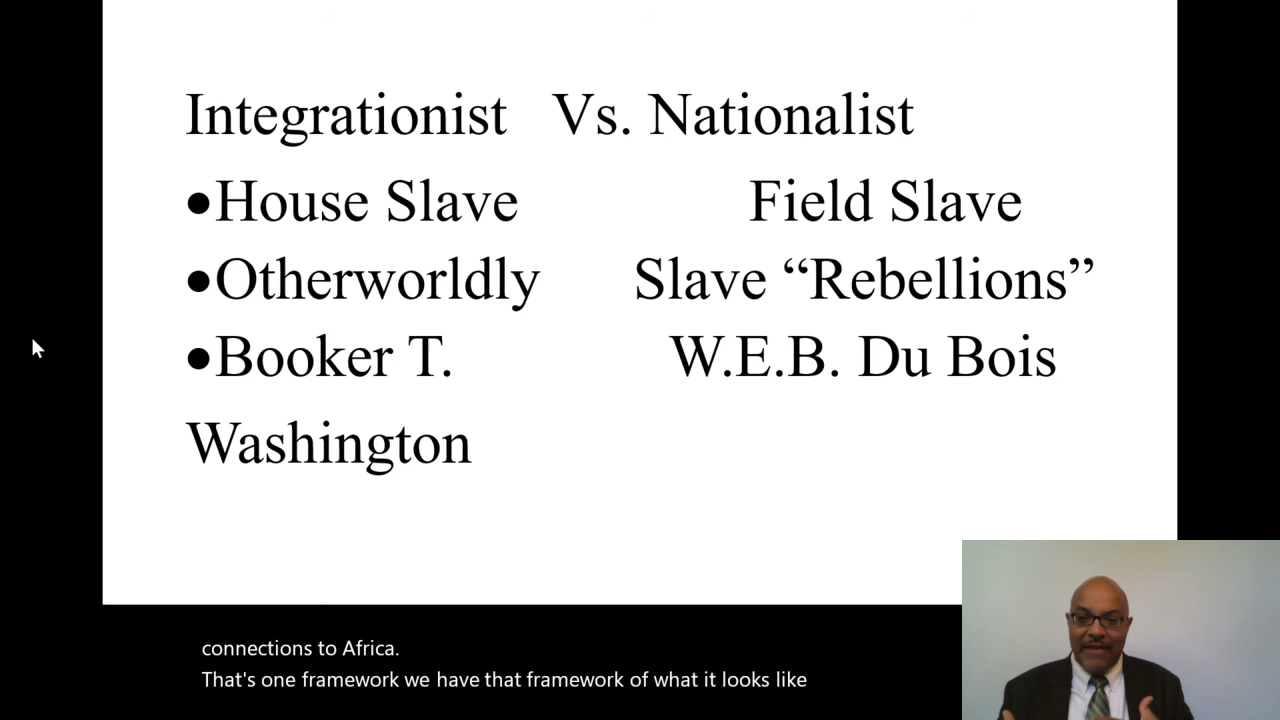 Integrationist Vs. Nationalist
•House Slave Field Slave
•Otherworldly Slave “Rebellions”
•Booker T. W.E.B. Du Bois
Washington
connections to Africa.
That's one framework we have that framework of what it looks like